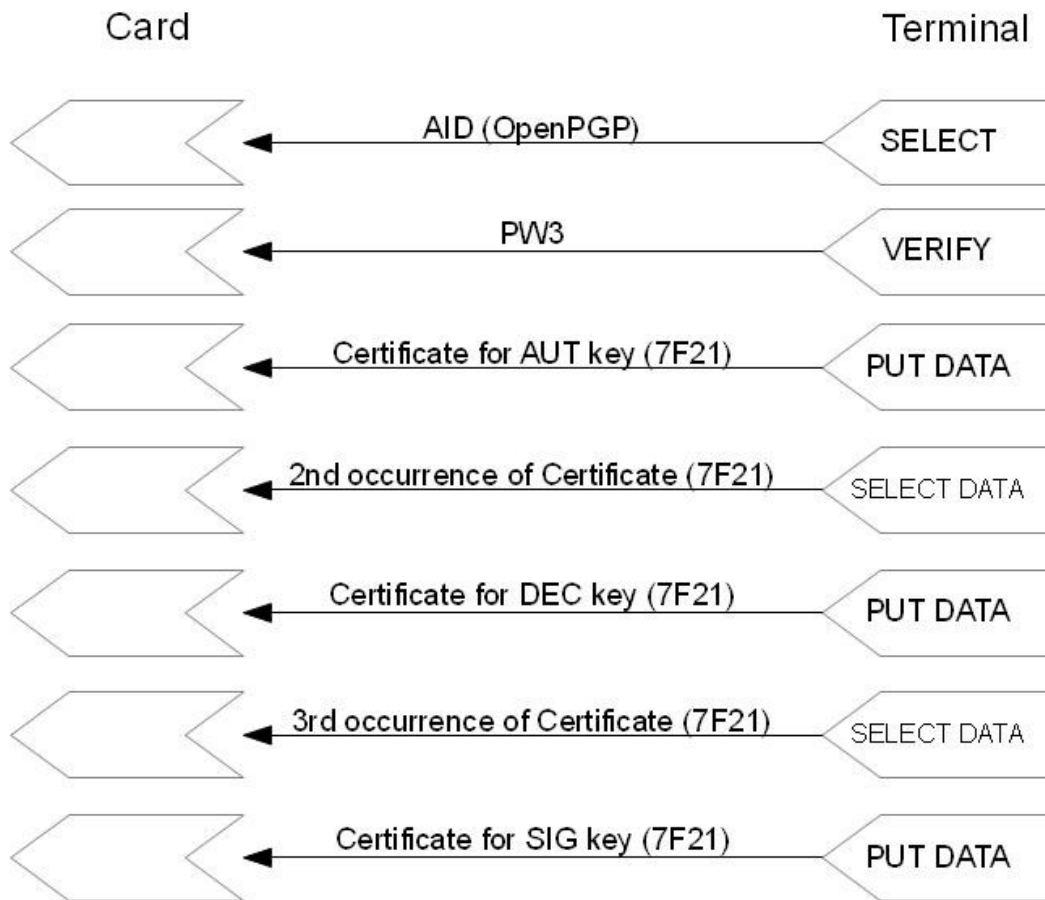 Card Terminal
AID (OpenPGP) SELECT
PW3 VERIFY
Certificate for AUT key (7F21) PUT DATA
2nd occurrence of Certificate (7F21) SELECT DATA
Certificate for DEC key (7F21) PUT DATA
3rd occurrence of Certificate (7F21) SELECT DATA
Certificate for SIG key (7F21) PUT DATA